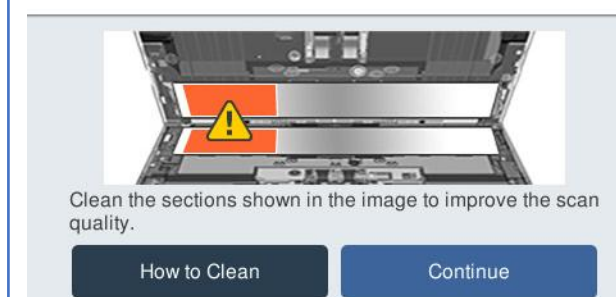 Clean the sections shown in the image to improve the scan
quality.
How to Clean
Continue